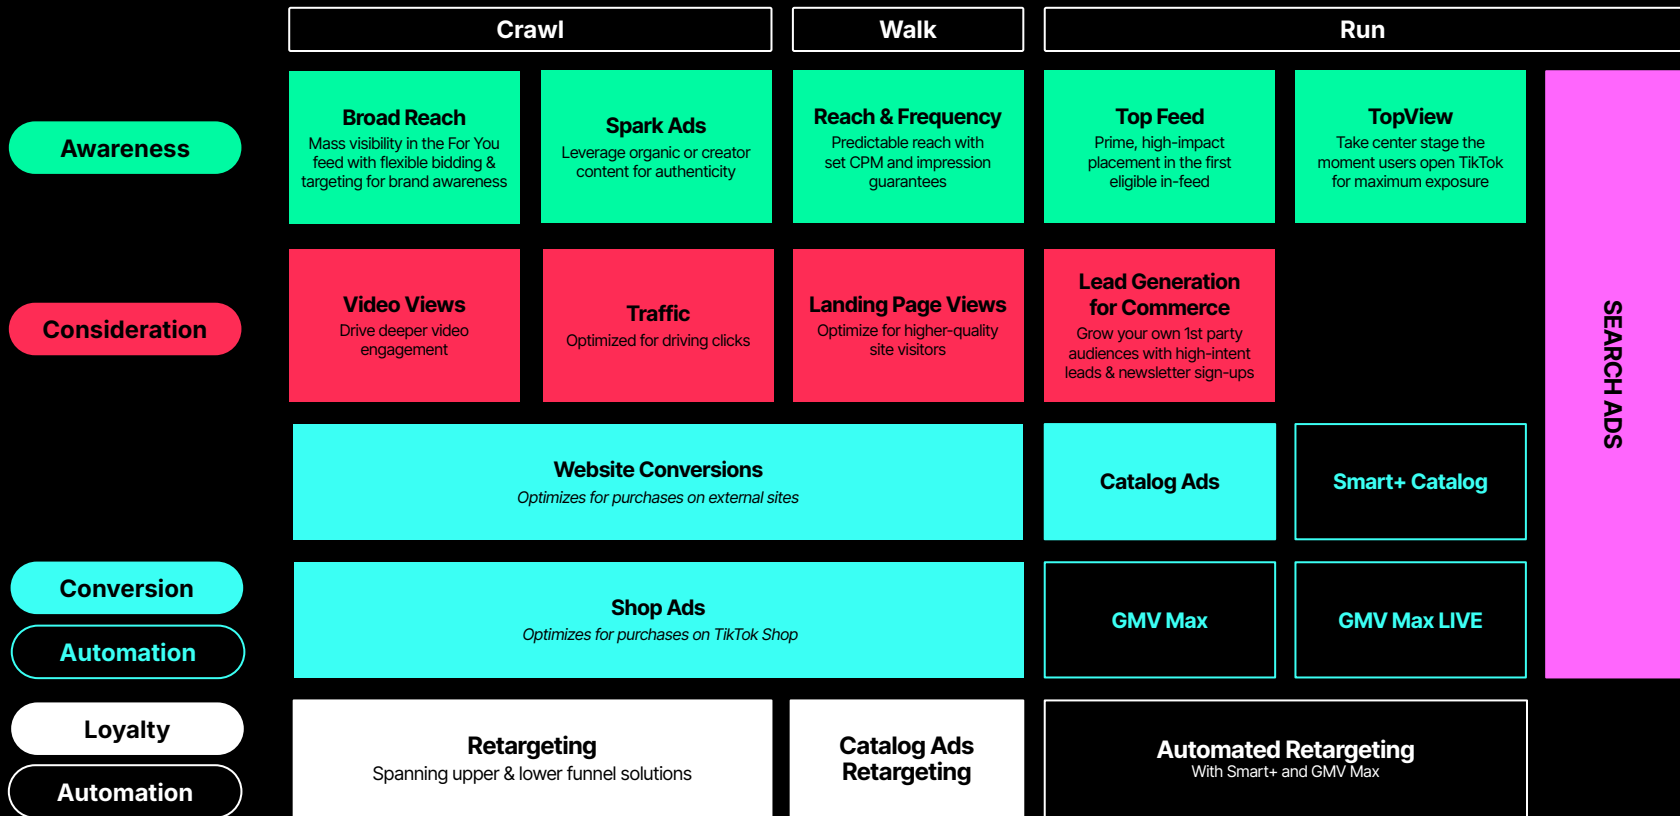 Crawl
Walk
Run
Awareness
Broad Reach
Mass visibility in the For You
feed with flexible bidding &
targeting for brand awareness
Spark Ads
Leverage organic or creator
content for authenticity
Reach & Frequency
Predictable reach with
set CPM and impression
guarantees
Top Feed
Prime, high-impact
placement in the first
eligible in-feed
TopView
Take center stage the
moment users open TikTok
for maximum exposure
SEARCH ADS
Consideration
Video Views
Drive deeper video
engagement
Traffic
Optimized for driving clicks
Landing Page Views
Optimize for higher-quality
site visitors
Lead Generation
for Commerce
Grow your own 1st party
audiences with high-intent
leads & newsletter sign-ups
Website Conversions
Optimizes for purchases on external sites
Catalog Ads
Smart+ Catalog
Conversion
Automation
Shop Ads
Optimizes for purchases on TikTok Shop
GMV Max
GMV Max LIVE
Loyalty
Automation
Retargeting
Spanning upper & lower funnel solutions
Catalog Ads
Retargeting
Automated Retargeting
With Smart+ and GMV Max